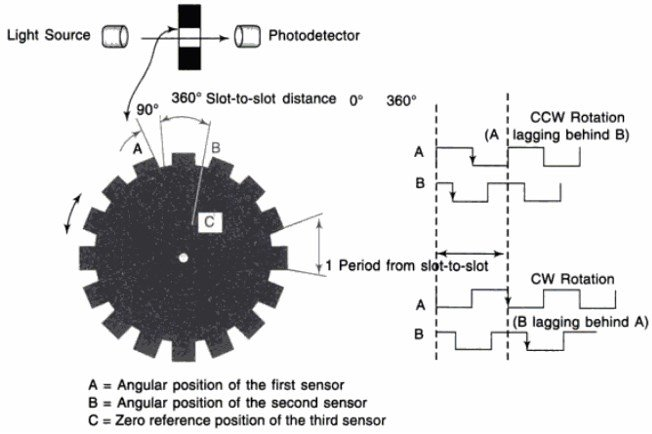 Light Source
Photodetector
360° Slot-to-slot distance 0° 360°
90°
A
B
C
CCW Rotation
(A lagging behind B)
A
B
1 Period from slot-to-slot
CW Rotation
A
(B lagging behind A)
B
A = Angular position of the first sensor
B = Angular position of the second sensor
C = Zero reference position of the third sensor